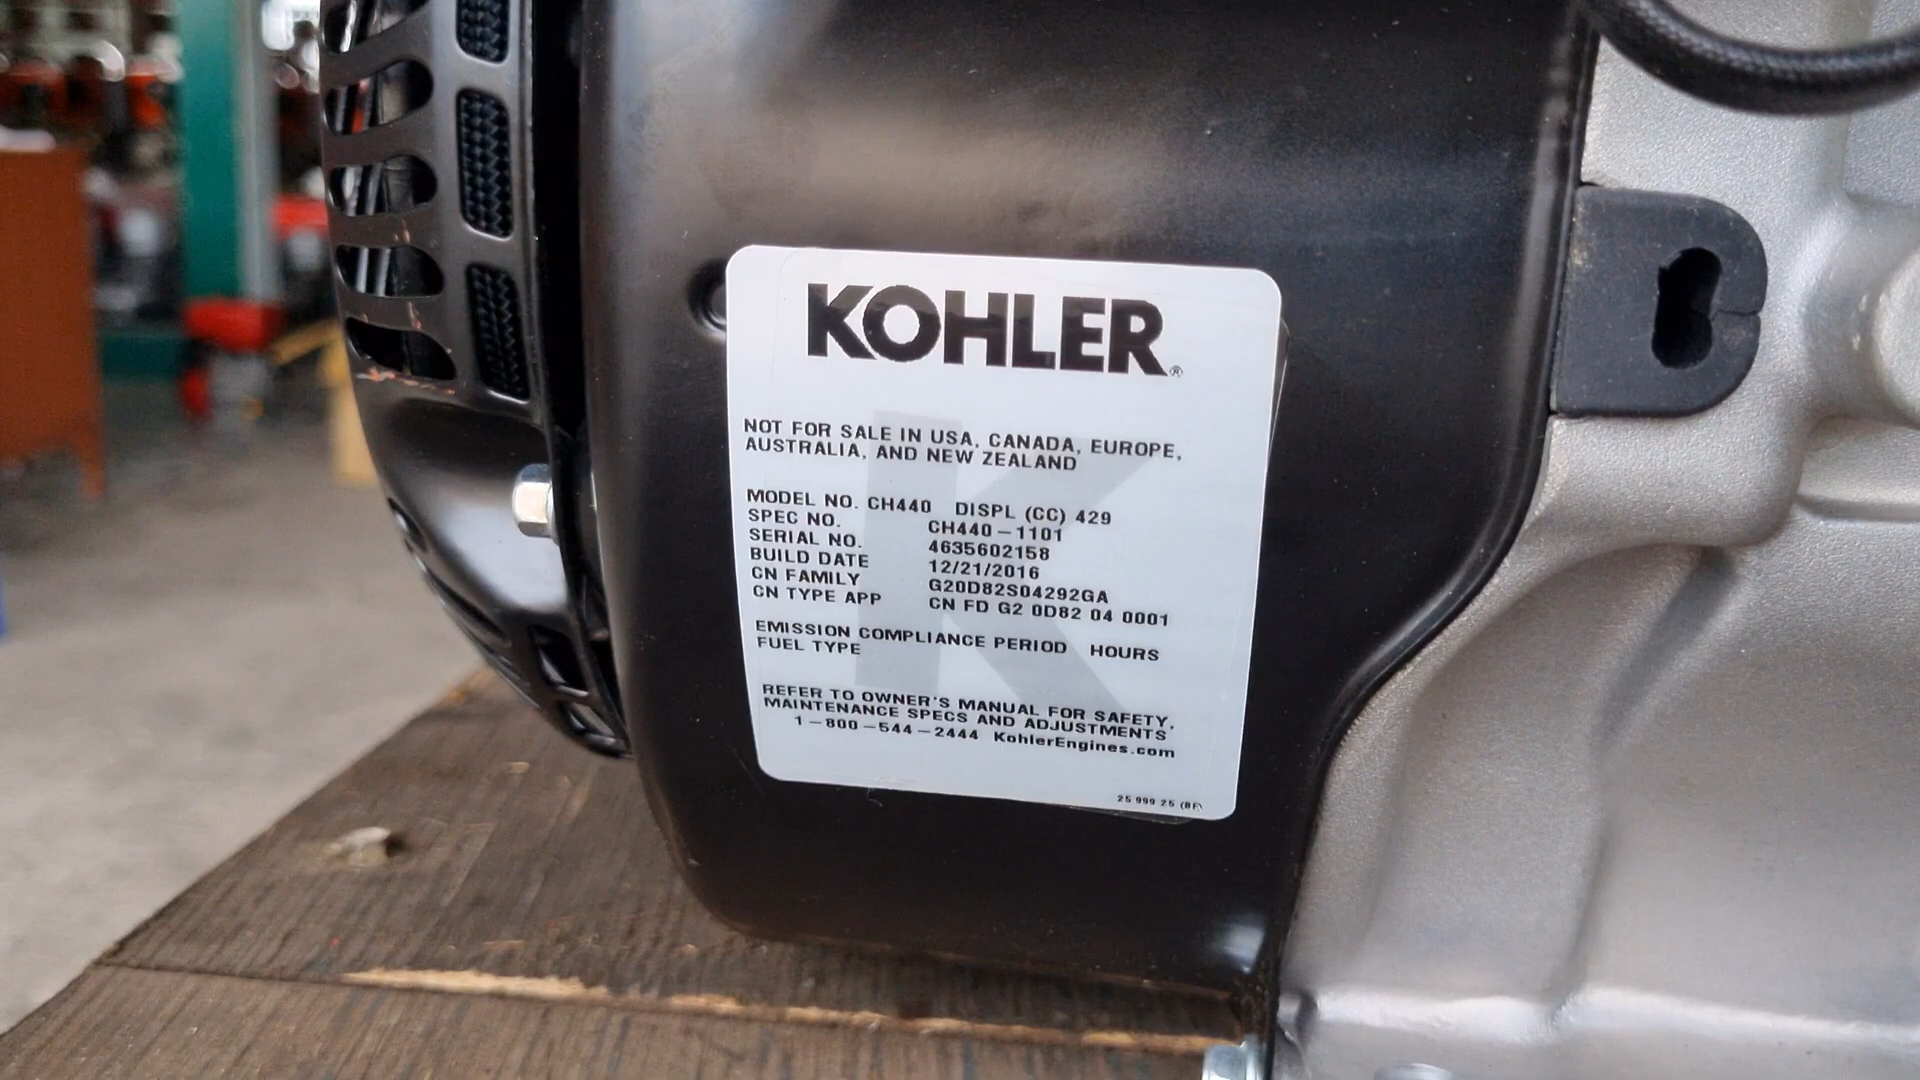 KOHLER®
NOT FOR SALE IN USA, CANADA, EUROPE,
AUSTRALIA, AND NEW ZEALAND
MODEL NO. CH440 DISPL (CC) 429
SPEC NO. CH440-1101
SERIAL NO. 4635602158
BUILD DATE 12/21/2016
CN FAMILY G20D82S04292GA
CN TYPE APP CN FD G2 0D82 04 0001
EMISSION COMPLIANCE PERIOD HOURS
FUEL TYPE
REFER TO OWNER'S MANUAL FOR SAFETY,
MAINTENANCE SPECS AND ADJUSTMENTS
1-800-544-2444 KohlerEngines.com
25 999 25 (BF)